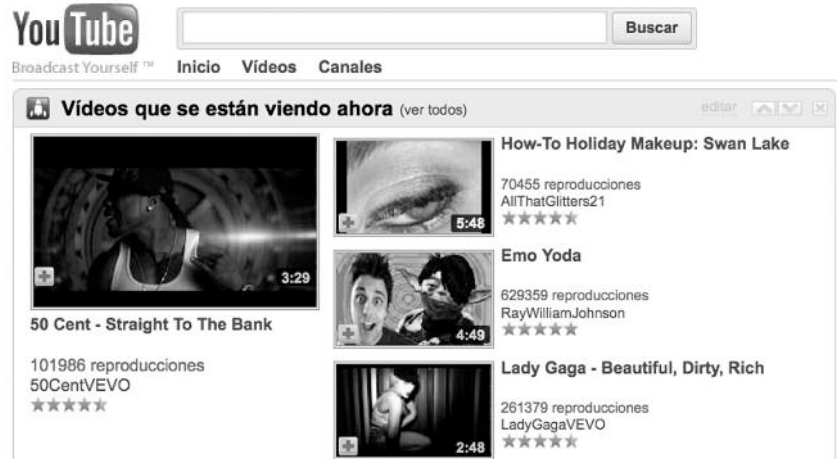 YouTube
Buscar
Broadcast Yourself ™
Inicio Vídeos Canales
Vídeos que se están viendo ahora (ver todos)
editar
3:29
50 Cent - Straight To The Bank
101986 reproducciones
50CentVEVO
5:48
How-To Holiday Makeup: Swan Lake
70455 reproducciones
AllThatGlitters21
4:49
Emo Yoda
629359 reproducciones
RayWilliamJohnson
2:48
Lady Gaga - Beautiful, Dirty, Rich
261379 reproducciones
LadyGagaVEVO